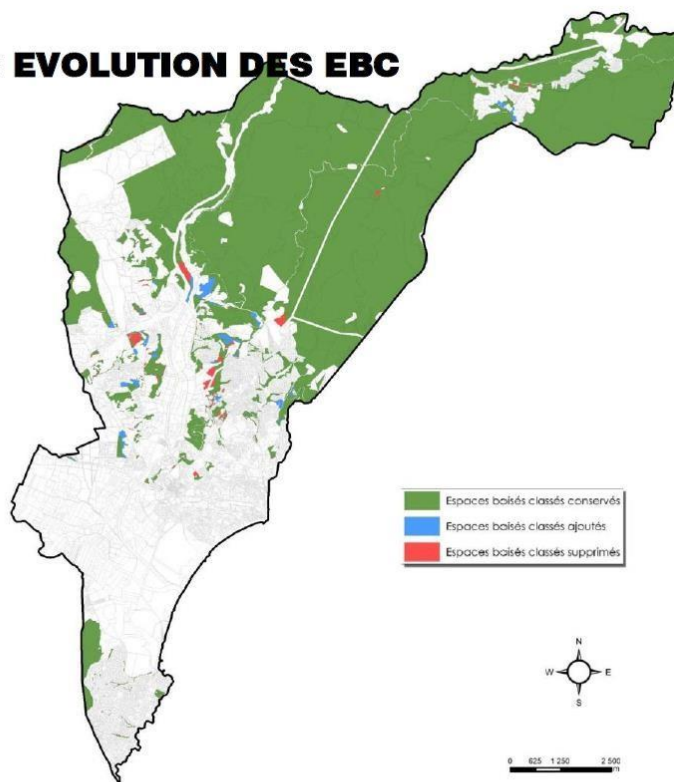 EVOLUTION DES EBC
Espaces boisés classés conservés
Espaces boisés classés ajoutés
Espaces boisés classés supprimés
N
W E
S
0 625 1 250 2 500
m